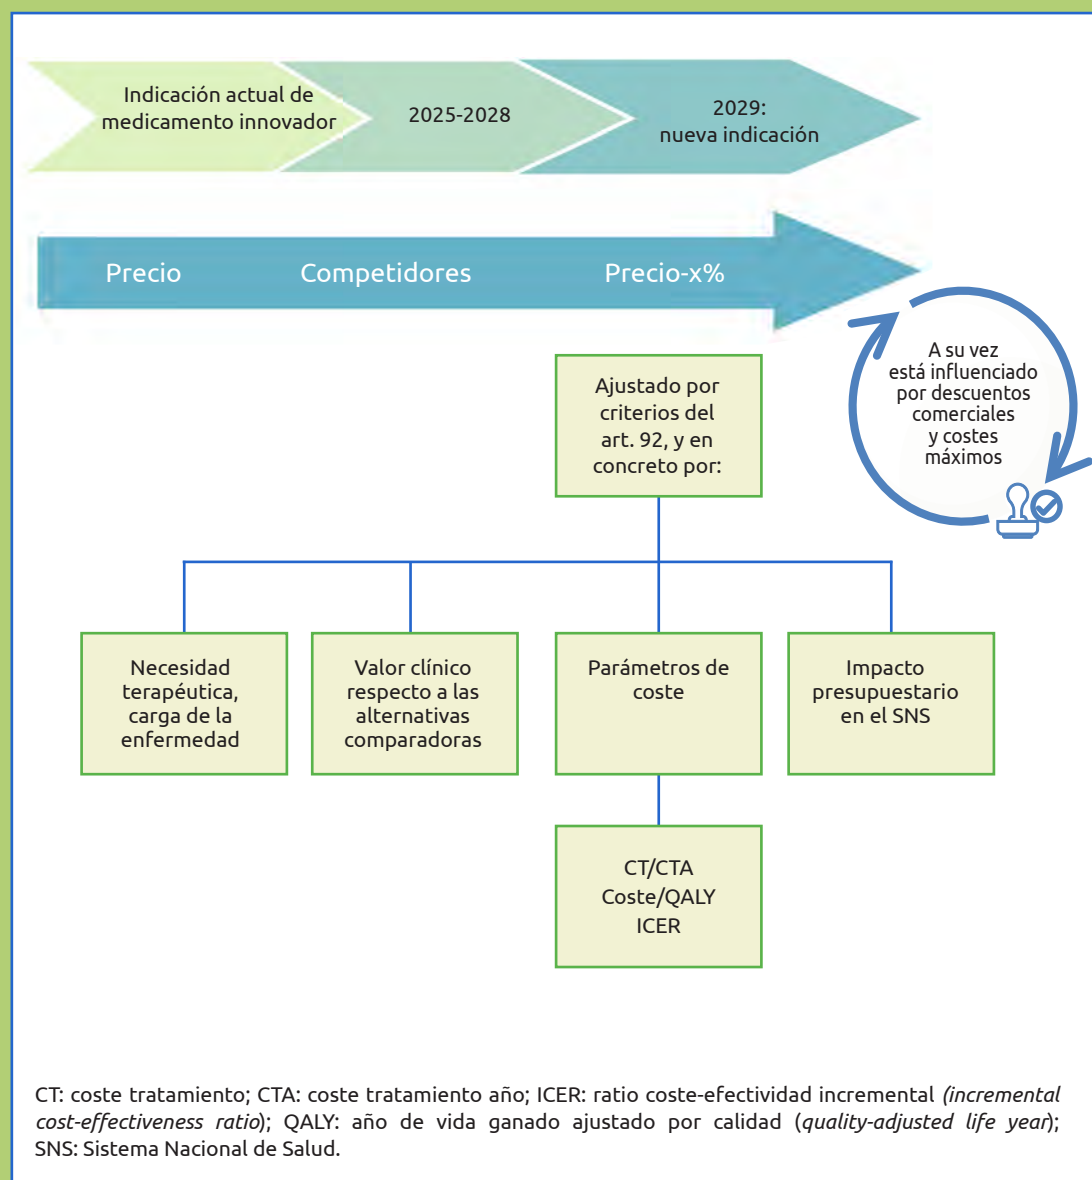 Indicación actual de
medicamento innovador
2025-2028
2029:
nueva indicación
Precio
Competidores
Precio-x%
A su vez
está influenciado
por descuentos
comerciales
y costes
máximos
Ajustado por
criterios del
art. 92, y en
concreto por:
Necesidad
terapéutica,
carga de la
enfermedad
Valor clínico
respecto a las
alternativas
comparadoras
Parámetros de
coste
Impacto
presupuestario
en el SNS
CT/CTA
Coste/QALY
ICER
CT: coste tratamiento; CTA: coste tratamiento año; ICER: ratio coste-efectividad incremental (incremental
cost-effectiveness ratio); QALY: año de vida ganado ajustado por calidad (quality-adjusted life year);
SNS: Sistema Nacional de Salud.